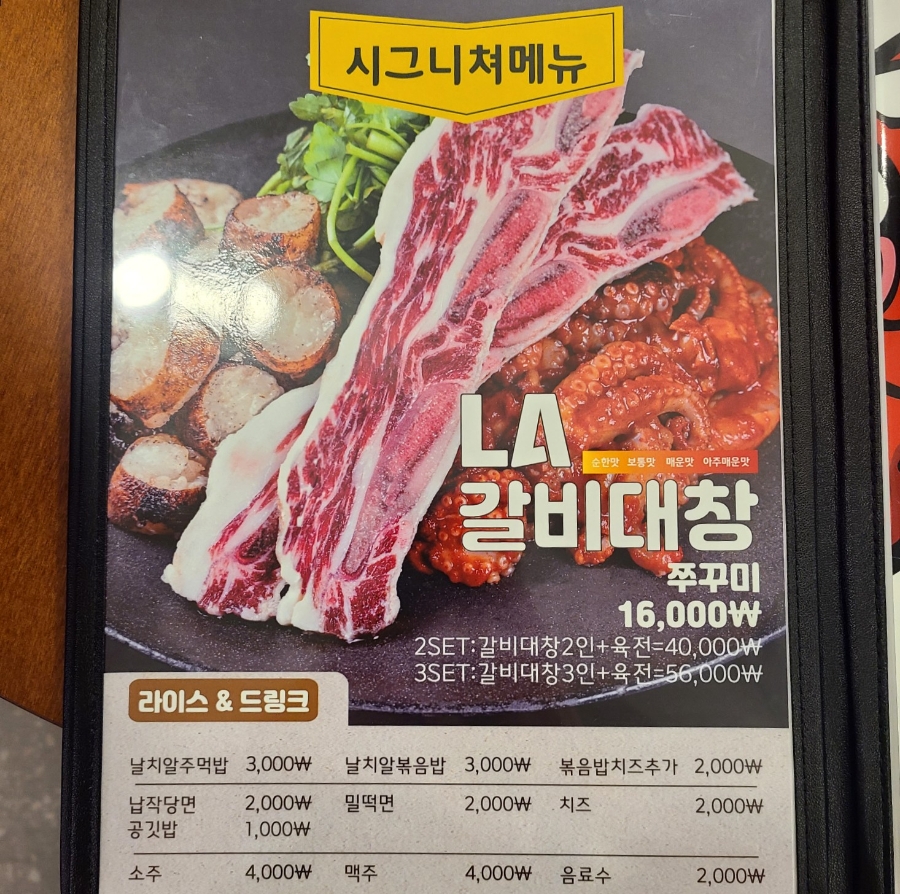 시그니쳐메뉴
LA
순한맛 보통맛 매운맛 아주매운맛
갈비대창
쭈꾸미
16,000₩
2SET:갈비대창2인+육전=40,000₩
3SET:갈비대창3인+육전=56,000₩
라이스 & 드링크
날치알주먹밥 3,000₩ 날치알볶음밥 3,000₩ 볶음밥치즈추가 2,000₩
납작당면 2,000₩ 밀떡면 2,000₩ 치즈 2,000₩
공깃밥 1,000₩
소주 4,000₩ 맥주 4,000₩ 음료수 2,000₩